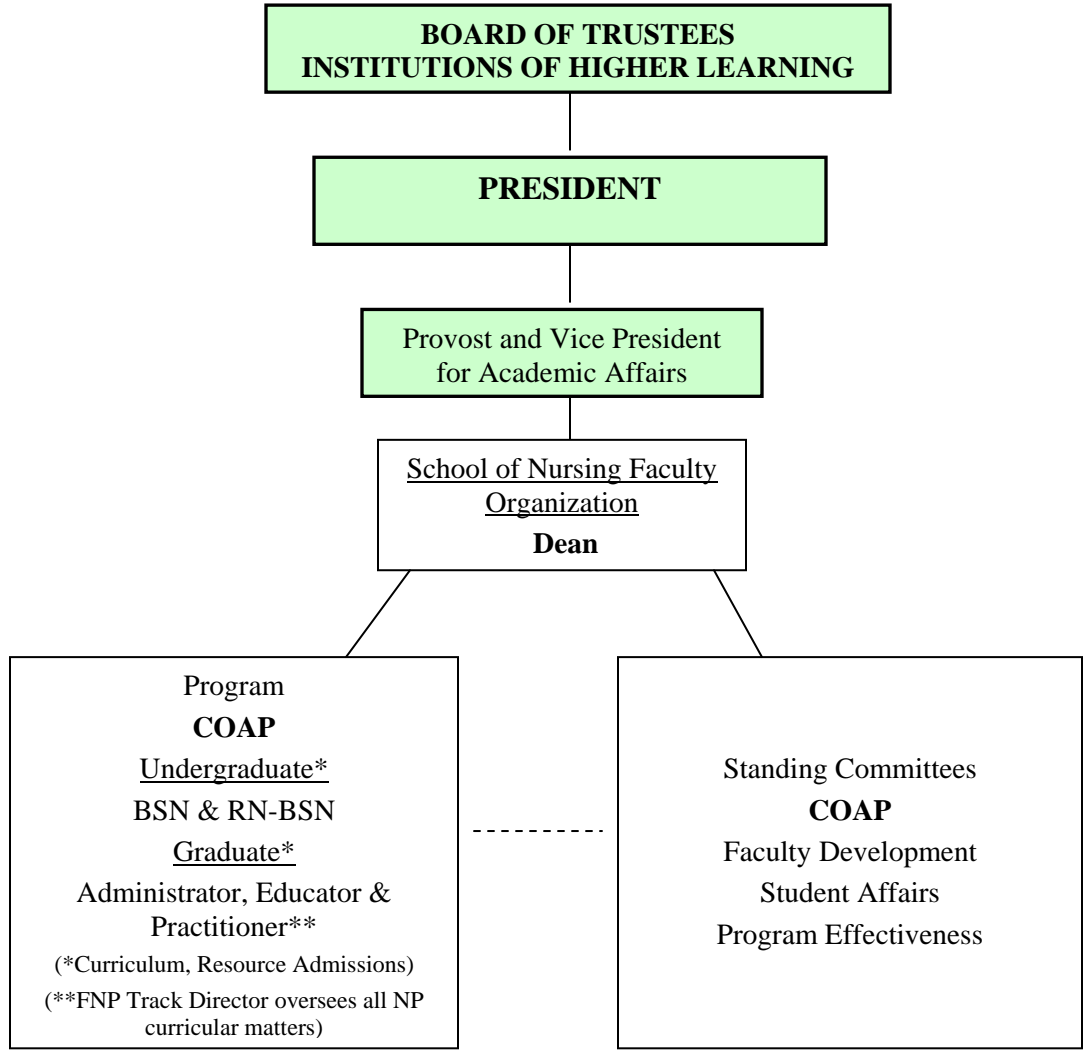 BOARD OF TRUSTEES
INSTITUTIONS OF HIGHER LEARNING
PRESIDENT
Provost and Vice President
for Academic Affairs
School of Nursing Faculty
Organization
Dean
Program
COAP
Undergraduate*
BSN & RN-BSN
Graduate*
Administrator, Educator &
Practitioner**
(*Curriculum, Resource Admissions)
(**FNP Track Director oversees all NP
curricular matters)
Standing Committees
COAP
Faculty Development
Student Affairs
Program Effectiveness